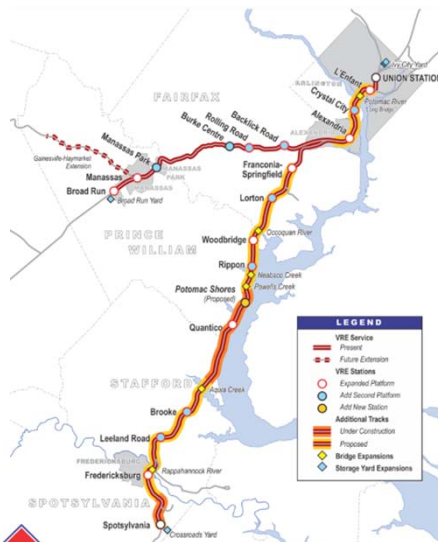 Ivy City Yard
UNION STATION
L'Enfant
ARLINGTON
Crystal City
Potomac River
Long Bridge
Alexandria
ALEXANDRIA
FAIRFAX
Backlick Road
Rolling Road
Burke Centre
Manassas Park
MANASSAS
PARK
Gainesville-Haymarket
Extension
Manassas
MANASSAS
Broad Run
Broad Run Yard
Franconia-
Springfield
Lorton
PRINCE
WILLIAM
Woodbridge
Occoquan River
Rippon
Neabsco Creek
Powells Creek
Potomac Shores
(Proposed)
Quantico
STAFFORD
Aquia Creek
Brooke
Leeland Road
FREDERICKSBURG
Fredericksburg
Rappahannock River
SPOTSYLVANIA
Spotsylvania
Crossroads Yard
LEGEND
VRE Service
Present
Future Extension
VRE Stations
Expanded Platform
Add Second Platform
Add New Station
Additional Tracks
Under Construction
Proposed
Bridge Expansions
Storage Yard Expansions